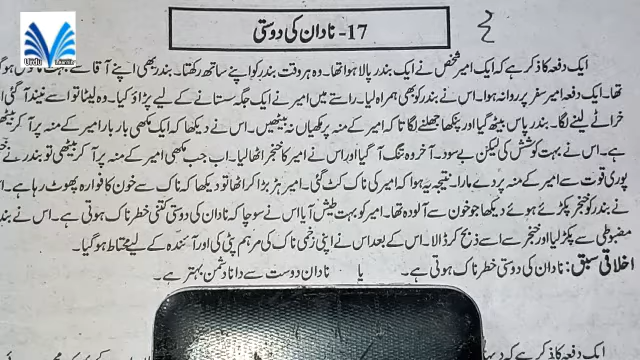 Urdu
17- نادان کی دوستی
ایک دفعہ کا ذکر ہے کہ ایک امیر شخص نے ایک بندر پالا ہوا تھا۔ وہ ہر وقت بندر کو اپنے ساتھ رکھتا۔ بندر بھی اپنے آقا سے بہت
تھا۔ ایک دفعہ امیر سفر پر روانہ ہوا۔ اس نے بندر کو بھی ہمراہ لیا۔ راستے میں امیر نے ایک جگہ سستانے کے لیے پڑاؤ کیا۔ وہ لیٹا تو اسے نیند آ گئی ا
خراٹے لینے لگا۔ بندر پاس بیٹھ گیا اور پنکھا جھلنے لگا تا کہ امیر کے منہ پر مکھیاں نہ بیٹھیں۔ اس نے دیکھا کہ ایک مکھی بار بار امیر کے منہ پر آ کر بیٹھ
ہے۔ اس نے بہت کوشش کی لیکن بے سود۔ آخر وہ تنگ آ گیا اور اس نے امیر کا خنجر اٹھا لیا۔ اب جب مکھی امیر کے منہ پر آ کر بیٹھی تو بندر نے
پوری قوت سے امیر کے منہ پر دے مارا۔ نتیجہ یہ ہوا کہ امیر کی ناک کٹ گئی۔ امیر ہڑبڑا کر اٹھا تو دیکھا کہ ناک سے خون کا فوارہ پھوٹ رہا ہے۔
نے بندر کو خنجر پکڑے ہوئے دیکھا جو خون سے آلودہ تھا۔ امیر کو بہت طیش آیا اس نے سوچا کہ نادان کی دوستی کتنی خطرناک ہوتی ہے۔ اس نے بند
مضبوطی سے پکڑ لیا اور خنجر سے اسے ذبح کر ڈالا۔ اس کے بعد اس نے اپنی زخمی ناک کی مرہم پٹی کی اور آئندہ کے لیے محتاط ہو گیا۔
اخلاقی سبق: نادان کی دوستی خطرناک ہوتی ہے۔ یا نادان دوست سے دانا دشمن بہتر ہے۔
ایک دفعہ کا ذکر ہے کہ